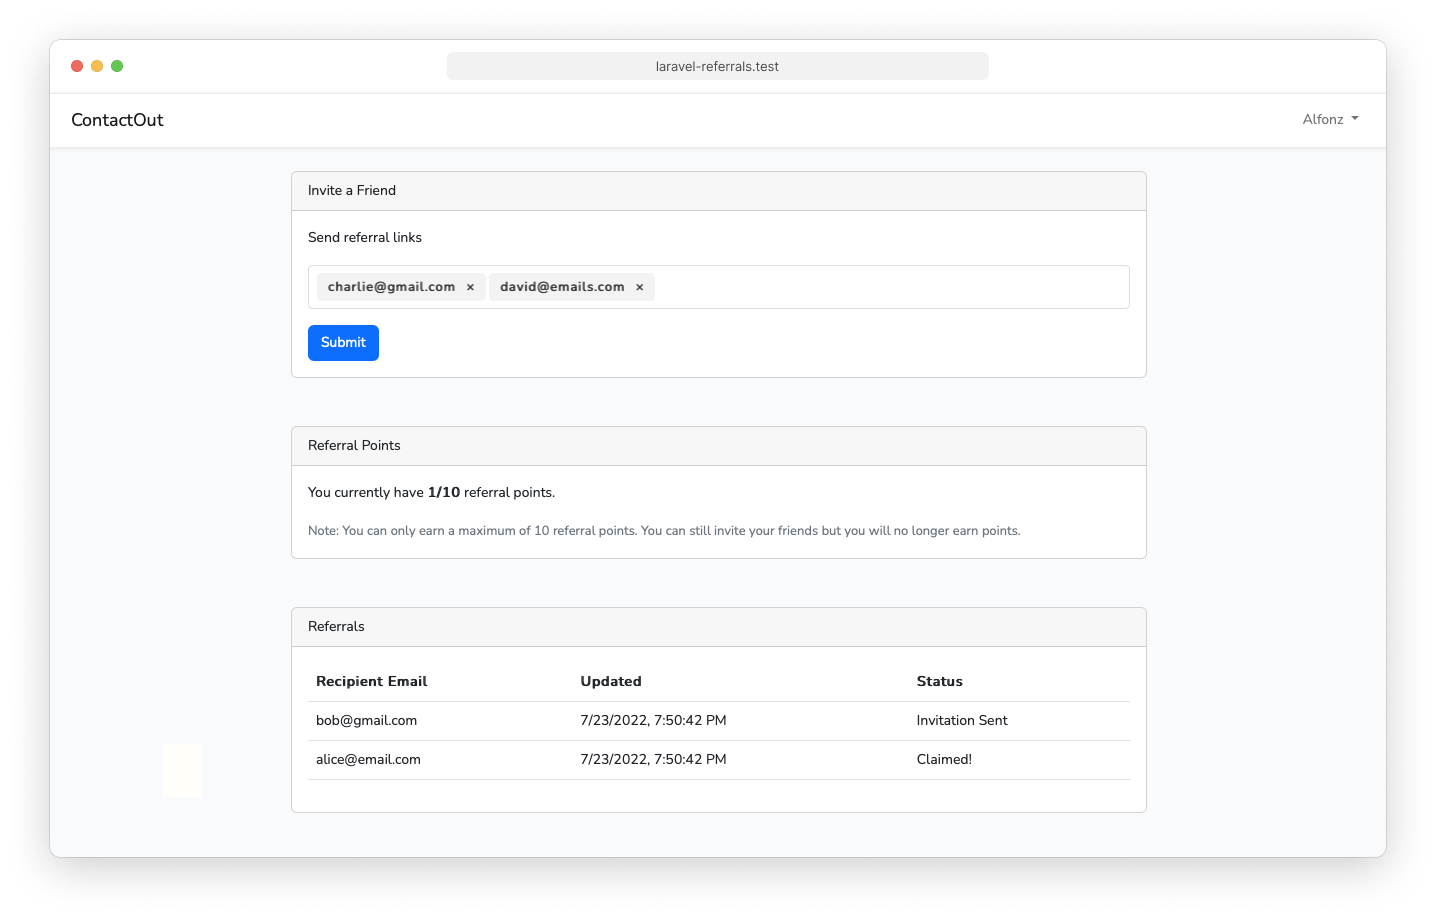 laravel-referrals.test
ContactOut
Alfonz
Invite a Friend
Send referral links
charlie@gmail.com × david@emails.com ×
Submit
Referral Points
You currently have 1/10 referral points.
Note: You can only earn a maximum of 10 referral points. You can still invite your friends but you will no longer earn points.
Referrals
Recipient Email Updated Status
bob@gmail.com 7/23/2022, 7:50:42 PM Invitation Sent
alice@email.com 7/23/2022, 7:50:42 PM Claimed!